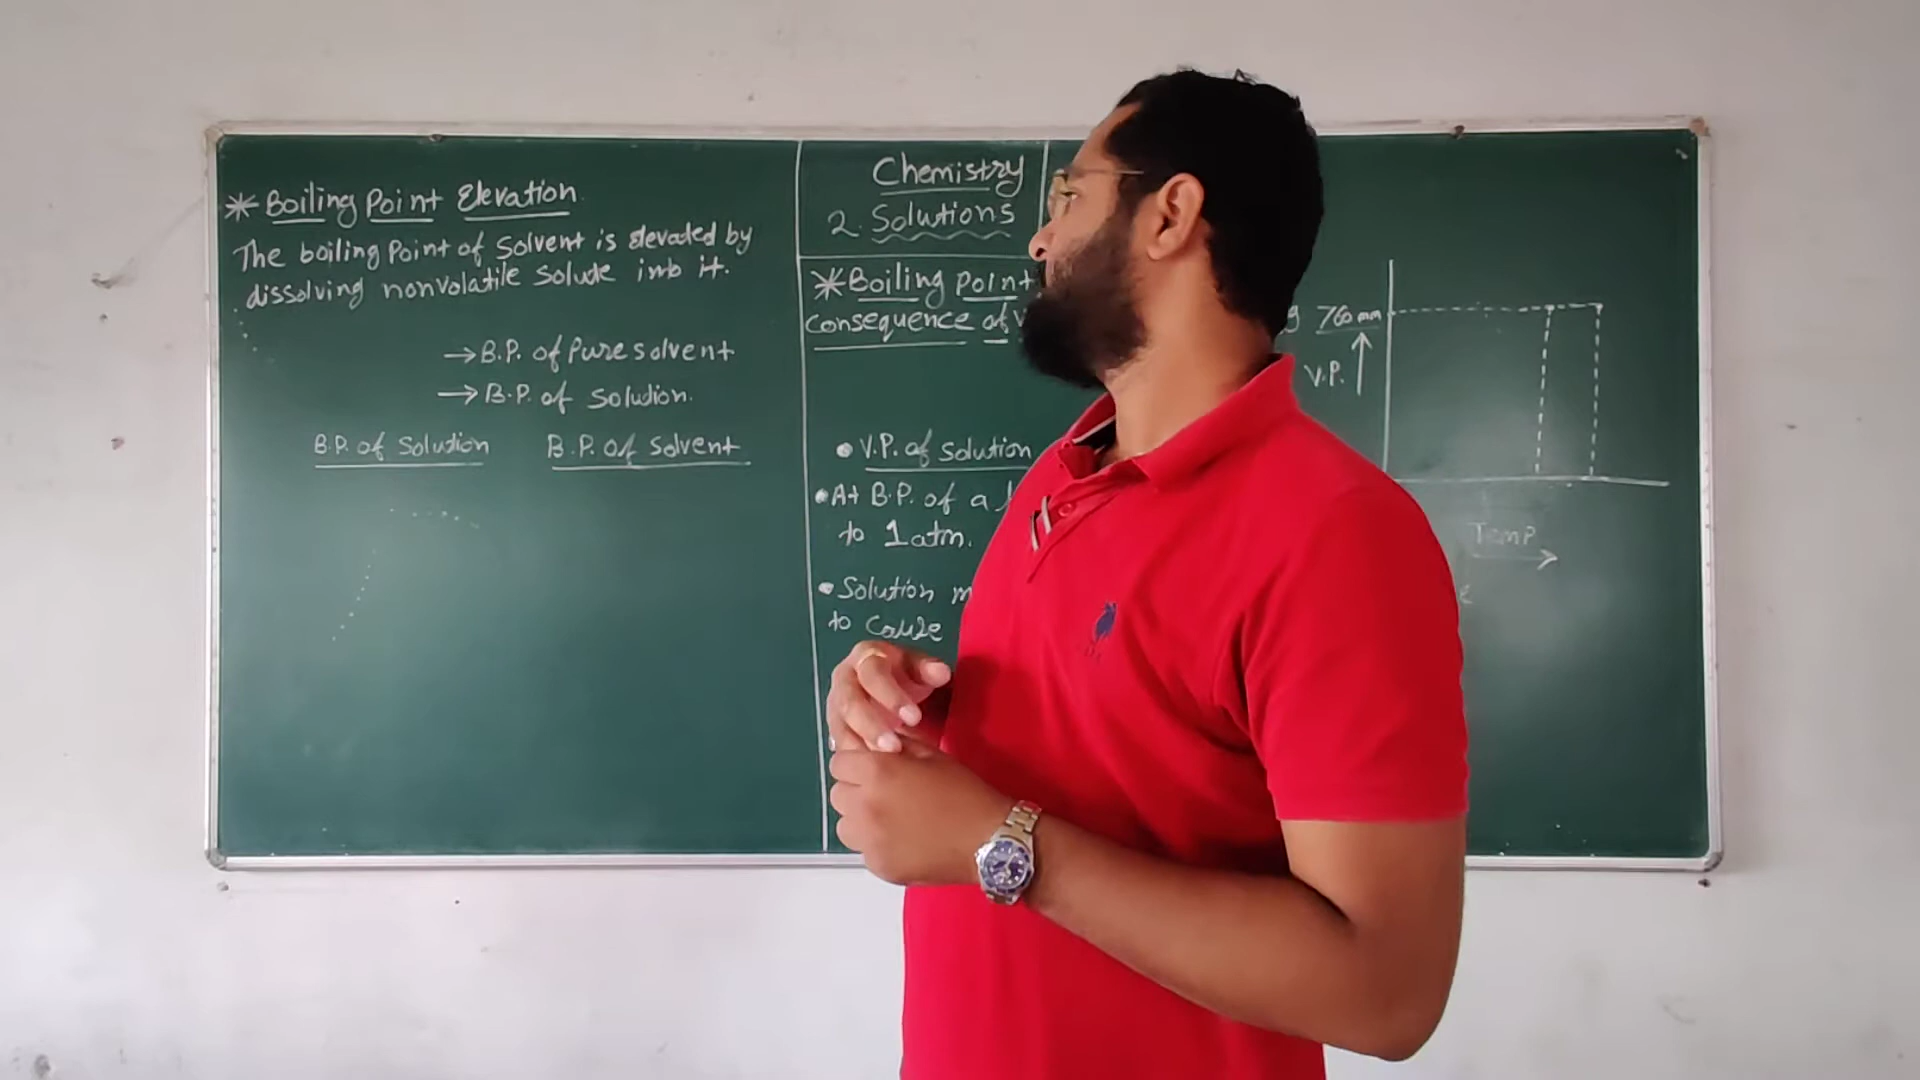 * Boiling Point Elevation
The boiling Point of Solvent is elevated by
dissolving nonvolatile Solute into it.
→ B.P. of Pure solvent
→ B.P. of Solution.
B.P. of Solution B.P. of Solvent
Chemistry
2. Solutions
* Boiling Point
Consequence of
• V.P. of solution
• At B.P. of a
to 1 atm.
• Solution
to Cause
760 mm
V.P. ↑
Temp
→